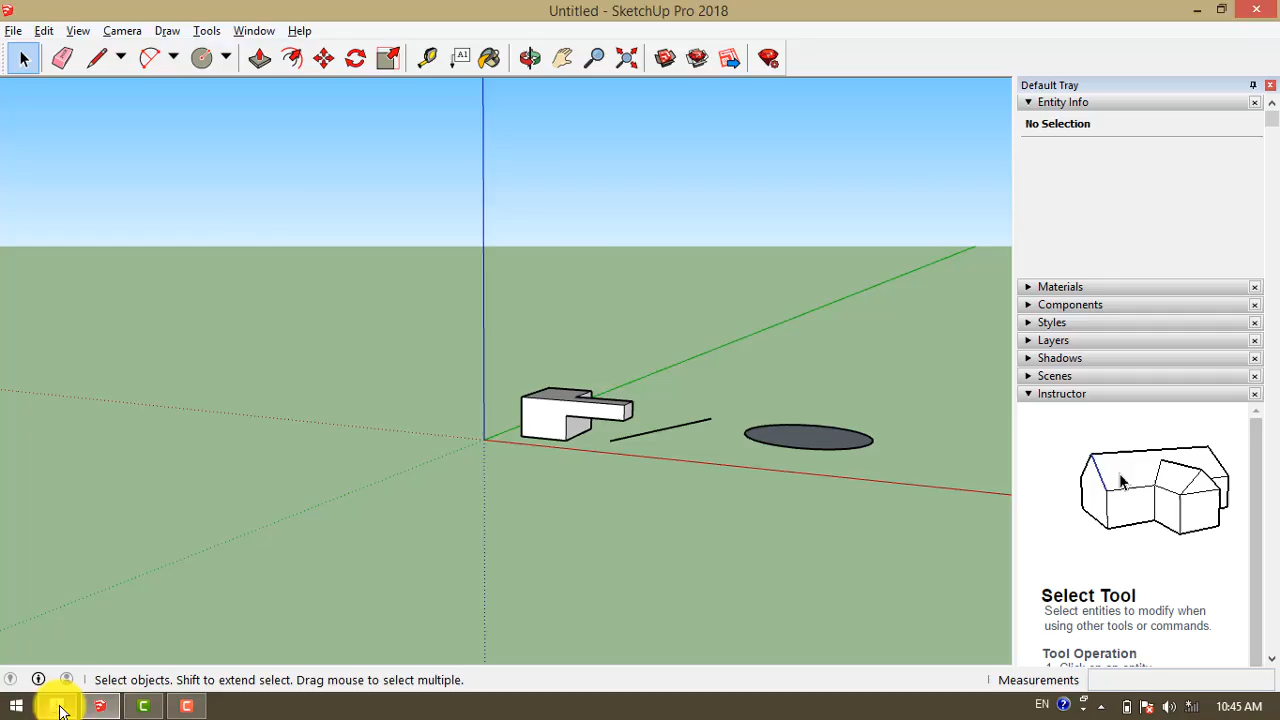 Untitled - SketchUp Pro 2018
File Edit View Camera Draw Tools Window Help
A1
Default Tray
Entity Info
No Selection
Materials
Components
Styles
Layers
Shadows
Scenes
Instructor
Select Tool
Select entities to modify when
using other tools or commands.
Tool Operation
Select objects. Shift to extend select. Drag mouse to select multiple.
Measurements
EN
10:45 AM